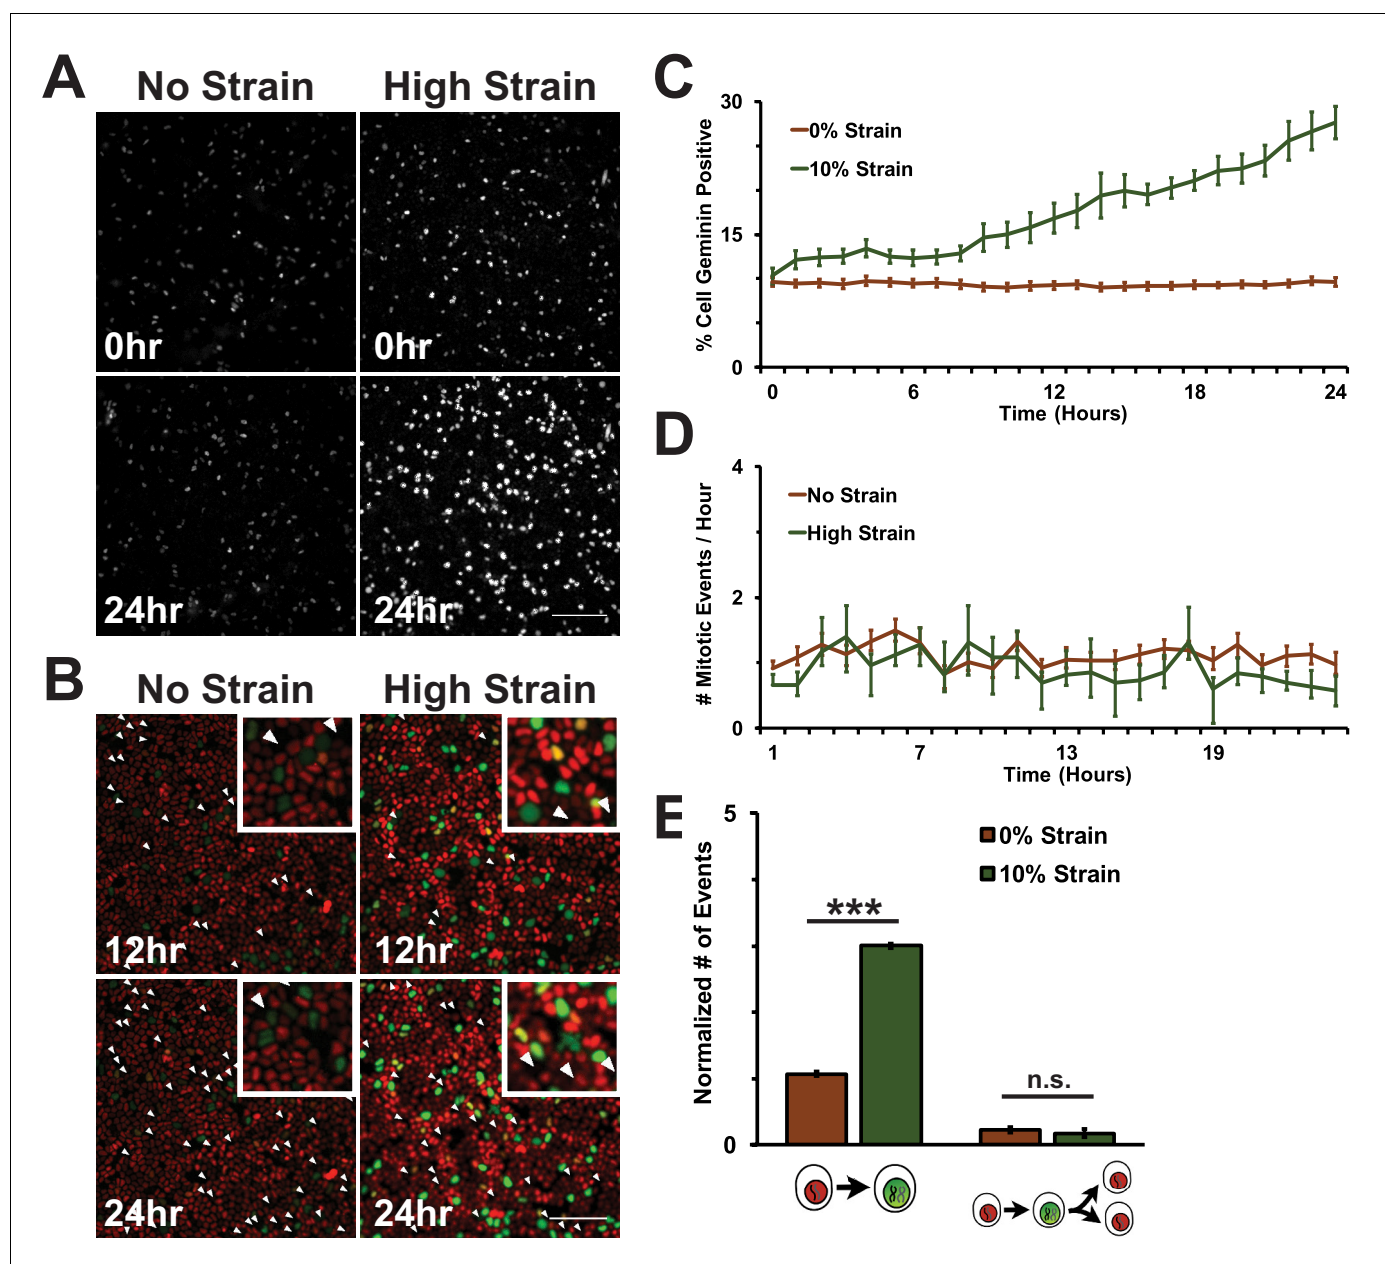 A
No Strain
High Strain
0hr
0hr
24hr
24hr
B
No Strain
High Strain
12hr
12hr
24hr
24hr
C
% Cell Geminin Positive
30
15
0
0% Strain
10% Strain
0
6
12
18
24
Time (Hours)
D
# Mitotic Events / Hour
4
2
0
No Strain
High Strain
1
7
13
19
Time (Hours)
E
Normalized # of Events
5
0
0% Strain
10% Strain
***
n.s.